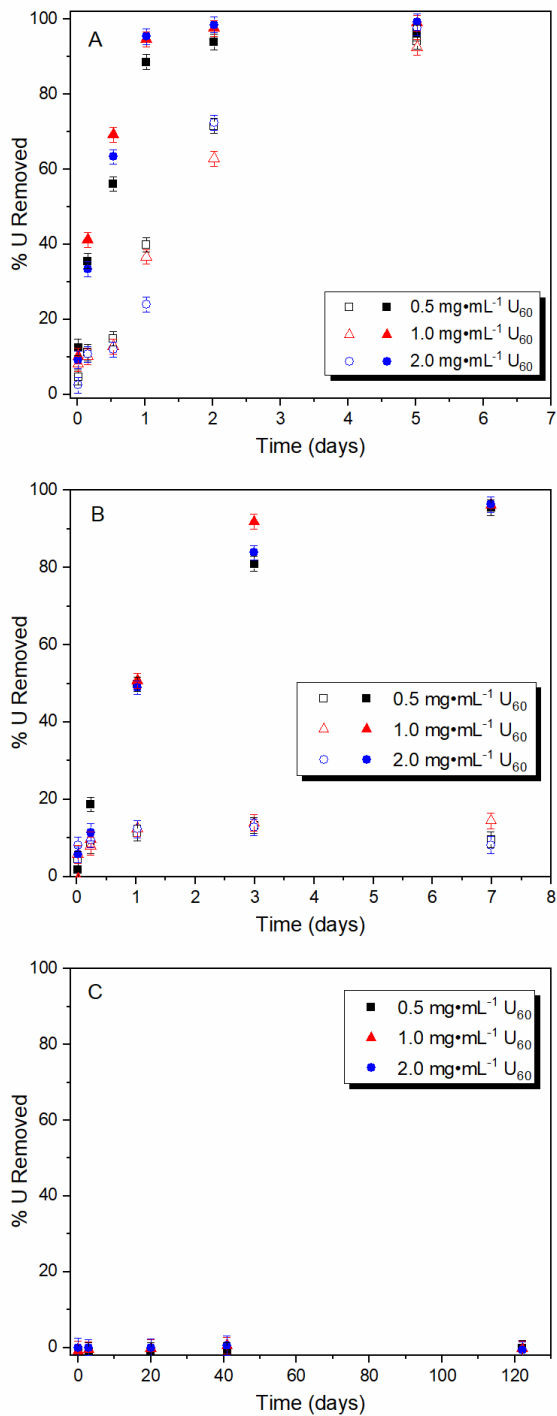 A
% U Removed
100
80
60
40
20
0
0.5 mg•mL⁻¹ U₆₀
1.0 mg•mL⁻¹ U₆₀
2.0 mg•mL⁻¹ U₆₀
0 1 2 3 4 5 6 7
Time (days)
B
% U Removed
100
80
60
40
20
0
0.5 mg•mL⁻¹ U₆₀
1.0 mg•mL⁻¹ U₆₀
2.0 mg•mL⁻¹ U₆₀
0 1 2 3 4 5 6 7 8
Time (days)
C
% U Removed
100
80
60
40
20
0
0.5 mg•mL⁻¹ U₆₀
1.0 mg•mL⁻¹ U₆₀
2.0 mg•mL⁻¹ U₆₀
0 20 40 60 80 100 120
Time (days)